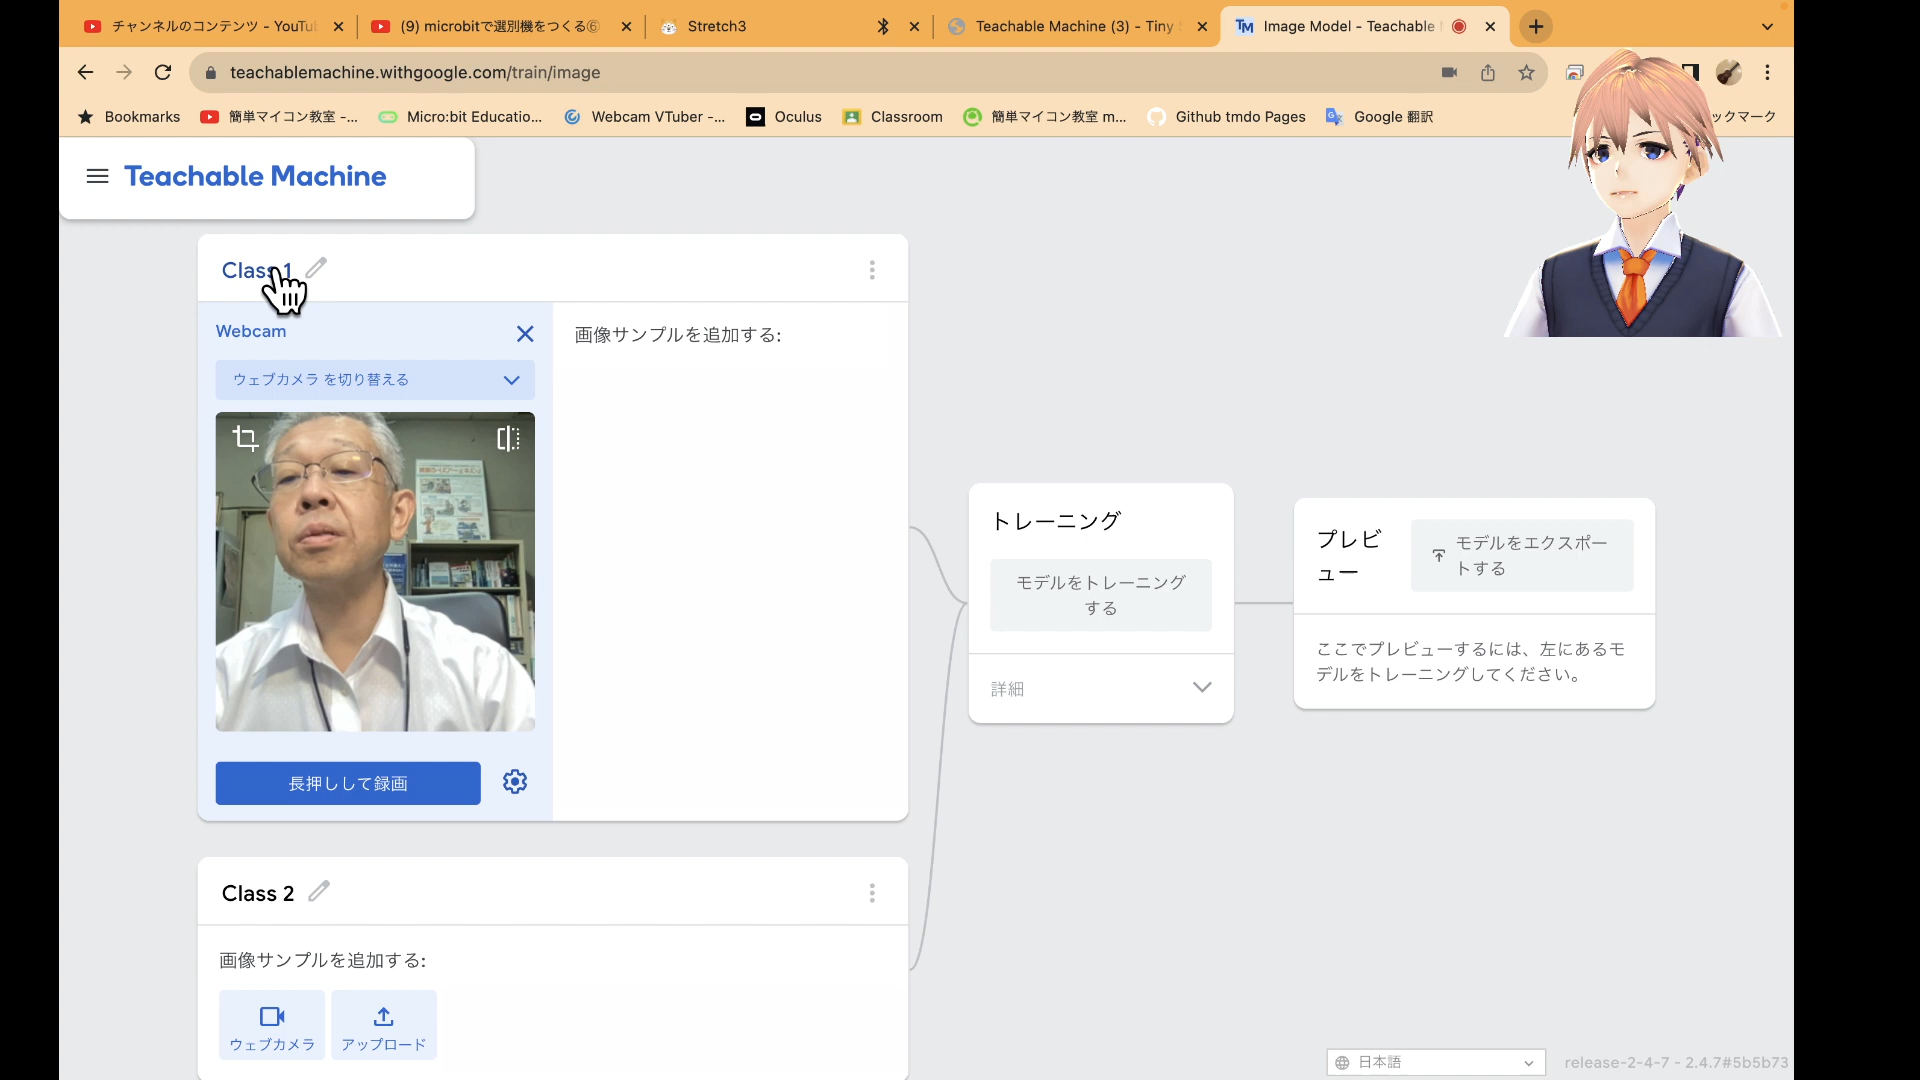 チャンネルのコンテンツ - YouTu
(9) microbitで選別機をつくる⑥
Stretch3
Teachable Machine (3) - Tiny
Image Model - Teachable
teachablemachine.withgoogle.com/train/image
Bookmarks
簡単マイコン教室 -...
Micro:bit Educatio...
Webcam VTuber -...
Oculus
Classroom
簡単マイコン教室 m...
Github tmdo Pages
Google 翻訳
ックマーク
Teachable Machine
Class 1
Webcam
画像サンプルを追加する:
ウェブカメラ を切り替える
長押しして録画
トレーニング
モデルをトレーニング
する
詳細
プレビ
ュー
モデルをエクスポー
トする
ここでプレビューするには、左にあるモ
デルをトレーニングしてください。
Class 2
画像サンプルを追加する:
ウェブカメラ
アップロード
日本語
release-2-4-7 - 2.4.7#5b5b73